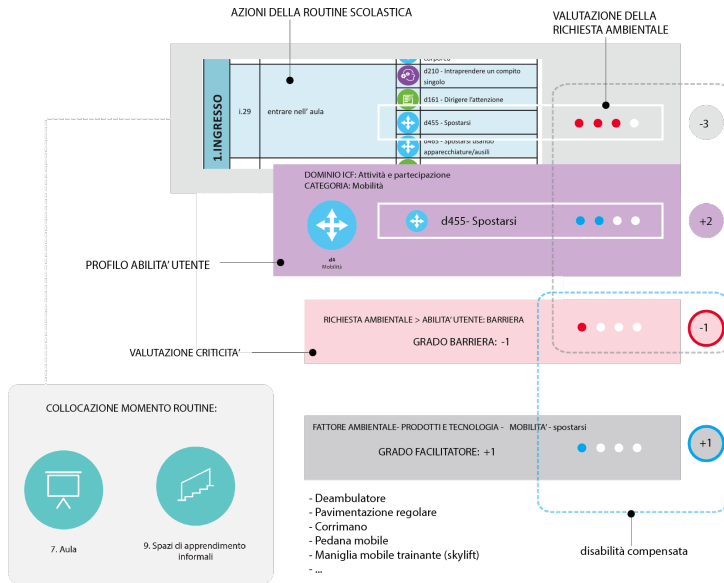 AZIONI DELLA ROUTINE SCOLASTICA
VALUTAZIONE DELLA
RICHIESTA AMBIENTALE
1.INGRESSO
i.29
entrare nell' aula
corporea
d210 - Intraprendere un compito
singolo
d161 - Dirigere l'attenzione
d455 - Spostarsi
d465 - Spostarsi usando
apparecchiature/ausili
-3
DOMINIO ICF: Attività e partecipazione
CATEGORIA: Mobilità
d4
Mobilità
d455- Spostarsi
+2
PROFILO ABILITA' UTENTE
RICHIESTA AMBIENTALE > ABILITA' UTENTE: BARRIERA
GRADO BARRIERA: -1
-1
VALUTAZIONE CRITICITA'
COLLOCAZIONE MOMENTO ROUTINE:
7. Aula
9. Spazi di apprendimento
informali
FATTORE AMBIENTALE- PRODOTTI E TECNOLOGIA - MOBILITA' - spostarsi
GRADO FACILITATORE: +1
+1
- Deambulatore
- Pavimentazione regolare
- Corrimano
- Pedana mobile
- Maniglia mobile trainante (skylift)
- ...
disabilità compensata